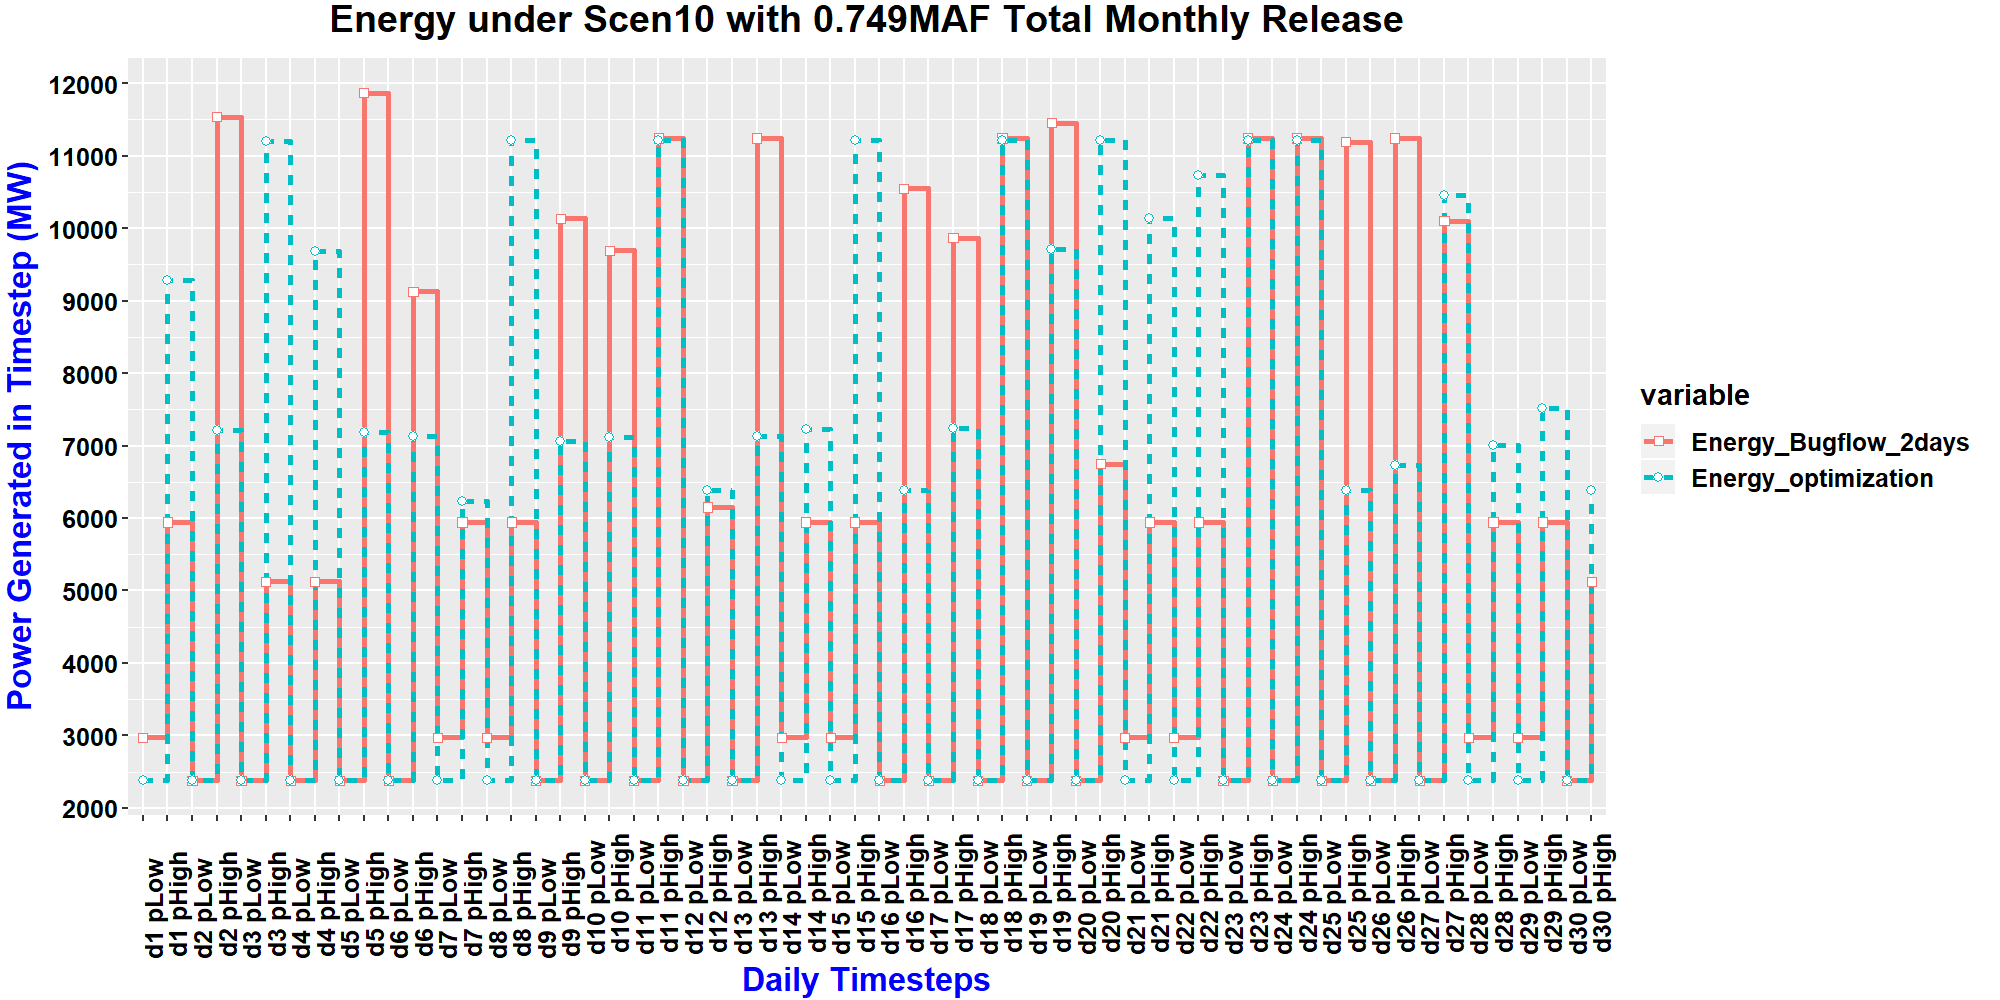 Energy under Scen10 with 0.749MAF Total Monthly Release
Power Generated in Timestep (MW)
12000
11000
10000
9000
8000
7000
6000
5000
4000
3000
2000
d1 pLow
d1 pHigh
d2 pLow
d2 pHigh
d3 pLow
d3 pHigh
d4 pLow
d4 pHigh
d5 pLow
d5 pHigh
d6 pLow
d6 pHigh
d7 pLow
d7 pHigh
d8 pLow
d8 pHigh
d9 pLow
d9 pHigh
d10 pLow
d10 pHigh
d11 pLow
d11 pHigh
d12 pLow
d12 pHigh
d13 pLow
d13 pHigh
d14 pLow
d14 pHigh
d15 pLow
d15 pHigh
d16 pLow
d16 pHigh
d17 pLow
d17 pHigh
d18 pLow
d18 pHigh
d19 pLow
d19 pHigh
d20 pLow
d20 pHigh
d21 pLow
d21 pHigh
d22 pLow
d22 pHigh
d23 pLow
d23 pHigh
d24 pLow
d24 pHigh
d25 pLow
d25 pHigh
d26 pLow
d26 pHigh
d27 pLow
d27 pHigh
d28 pLow
d28 pHigh
d29 pLow
d29 pHigh
d30 pLow
d30 pHigh
Daily Timesteps
variable
Energy_Bugflow_2days
Energy_optimization